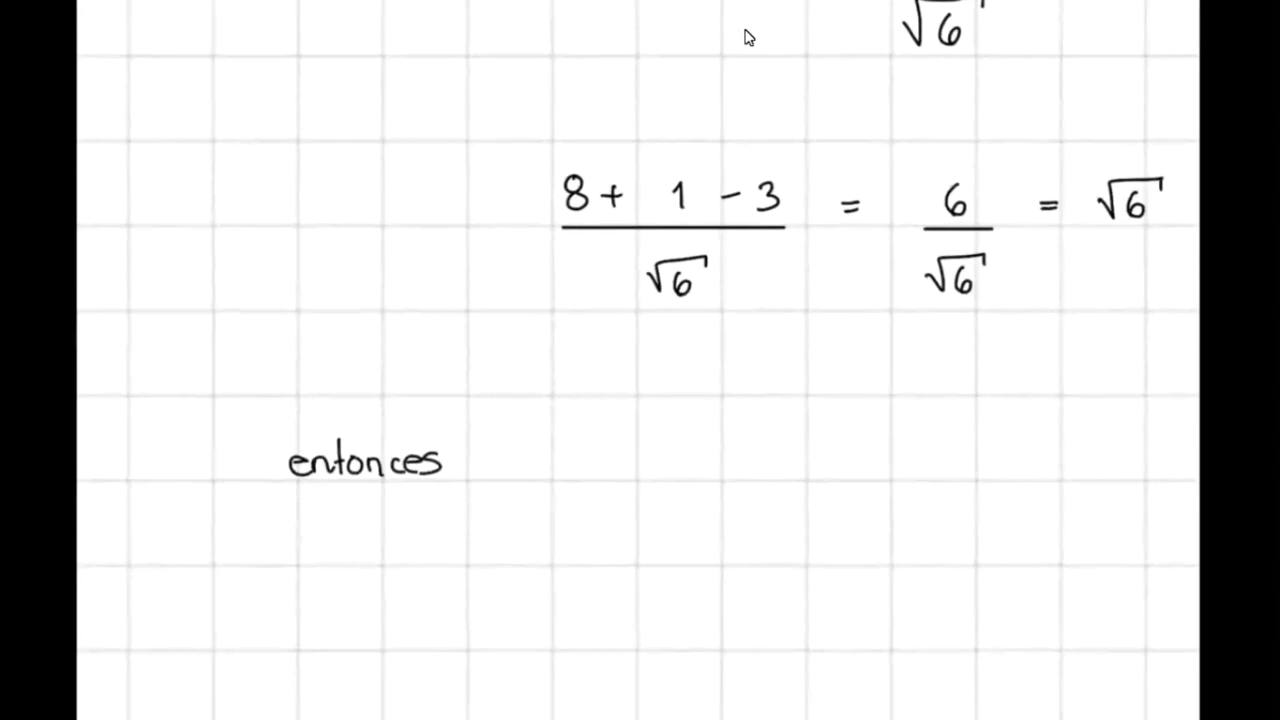 √6
8 + 1 - 3 / √6 = 6 / √6 = √6
entonces